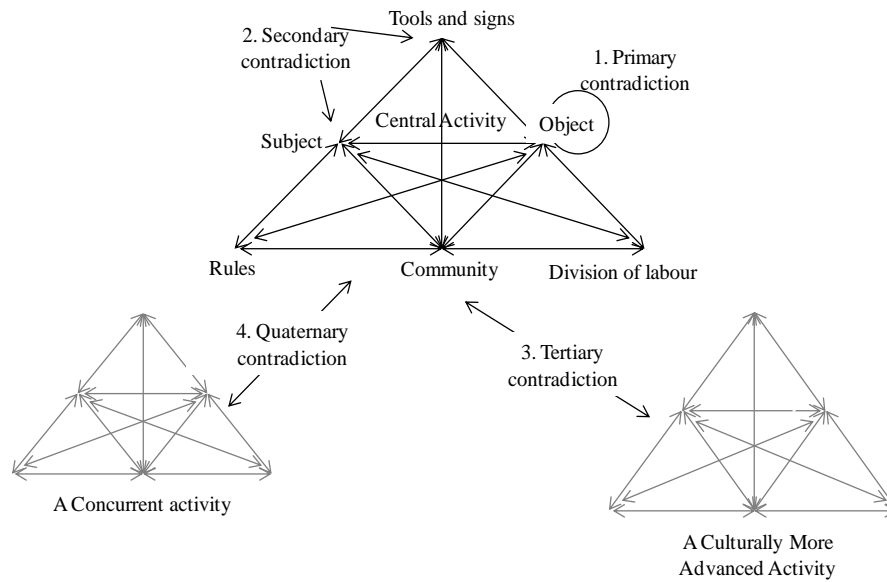 Tools and signs
2. Secondary
contradiction
1. Primary
contradiction
Central Activity
Object
Subject
Rules
Community
Division of labour
4. Quaternary
contradiction
3. Tertiary
contradiction
A Concurrent activity
A Culturally More
Advanced Activity